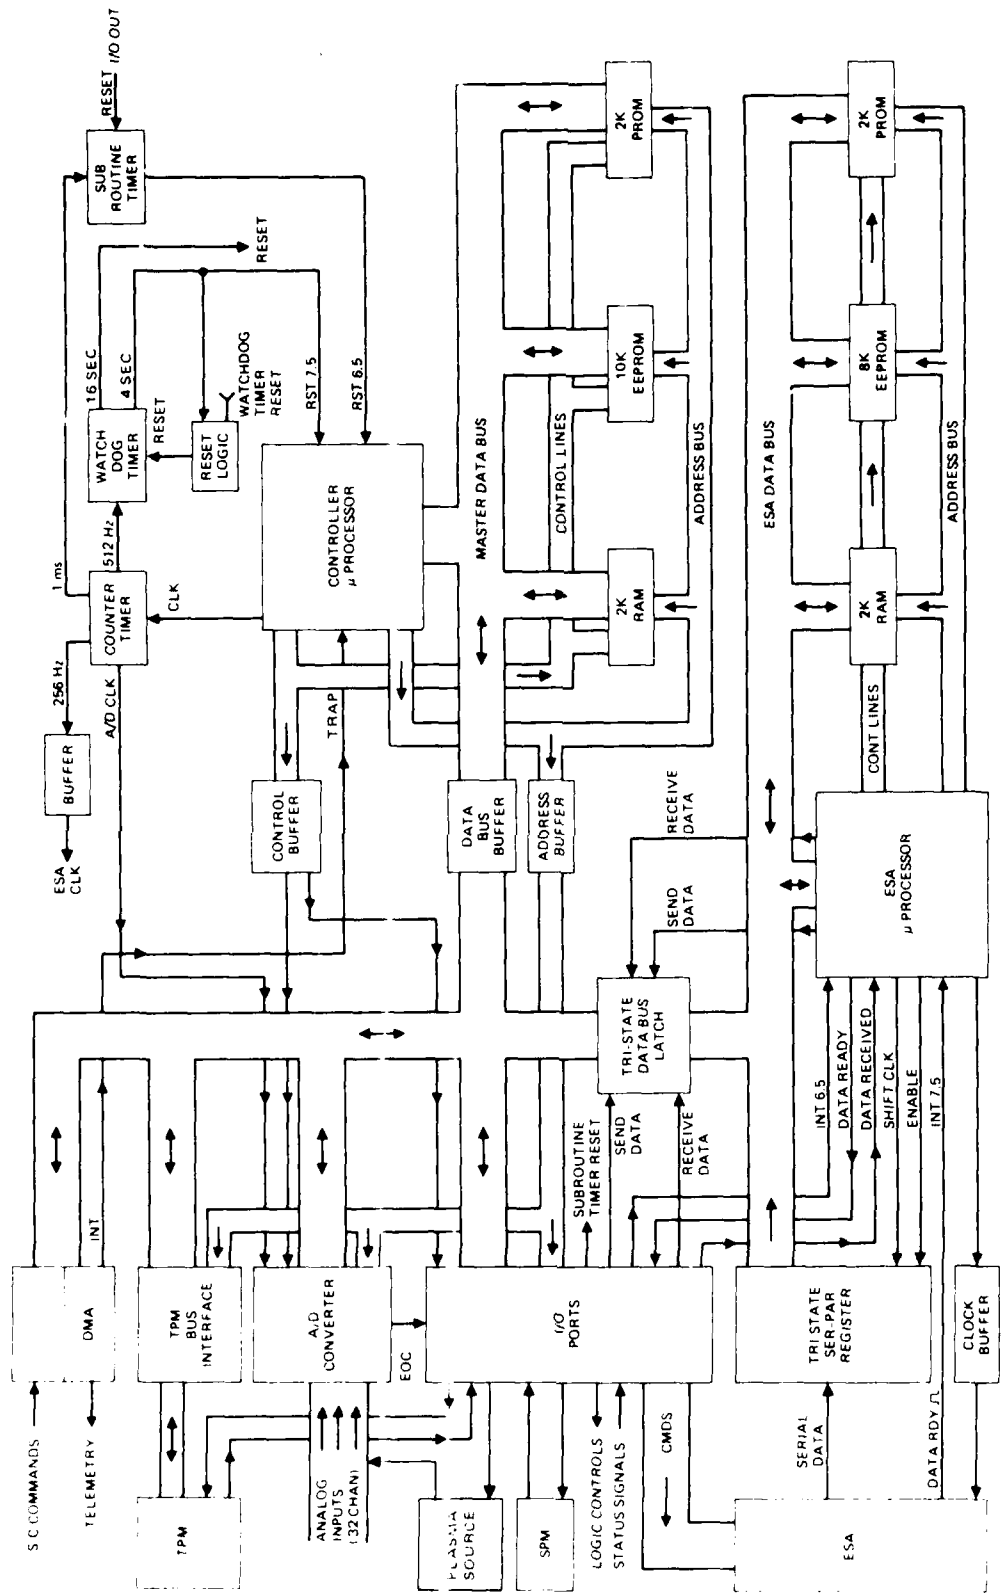 RESET I/O OUT
SUB
ROUTINE
TIMER
16 SEC
4 SEC
RESET
WATCH
DOG
TIMER
RESET
RESET
LOGIC
WATCHDOG
TIMER
RESET
RST 7.5
RST 6.5
1 ms
512 Hz
COUNTER
TIMER
CLK
256 Hz
A/D CLK
BUFFER
ESA
CLK
CONTROLLER
μ PROCESSOR
TRAP
CONTROL
BUFFER
DATA
BUS
BUFFER
ADDRESS
BUFFER
MASTER DATA BUS
CONTROL LINES
ADDRESS BUS
2K
PROM
10K
EEPROM
2K
RAM
ESA DATA BUS
2K
PROM
8K
EEPROM
2K
RAM
ADDRESS BUS
CONT LINES
ESA
μ PROCESSOR
RECEIVE
DATA
SEND
DATA
TRI-STATE
DATA BUS
LATCH
SUBROUTINE
TIMER RESET
SEND
DATA
RECEIVE
DATA
INT 6.5
DATA READY
DATA RECEIVED
SHIFT CLK
ENABLE
INT 7.5
DMA
INT
TPM
BUS
INTERFACE
A/D
CONVERTER
EOC
I/O
PORTS
TRI STATE
SER-PAR
REGISTER
CLOCK
BUFFER
S/C COMMANDS
TELEMETRY
TPM
ANALOG
INPUTS
(32 CHAN)
PLASMA
SOURCE
SPM
LOGIC CONTROLS
STATUS SIGNALS
CMDS
SERIAL
DATA
DATA RDY
ESA